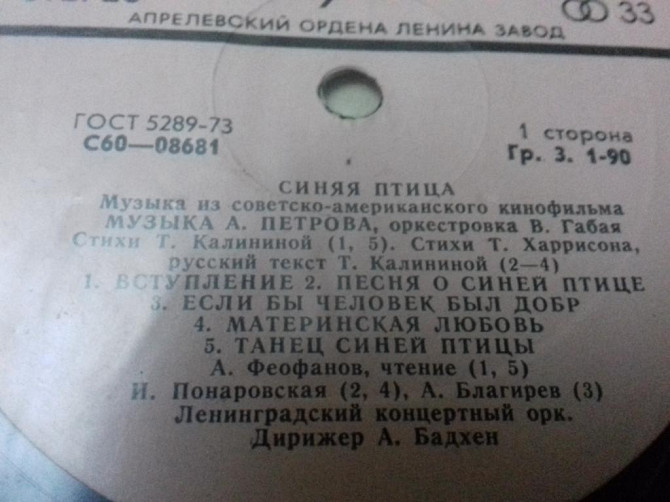 АПРЕЛЕВСКИЙ ОРДЕНА ЛЕНИНА ЗАВОД
33
ГОСТ 5289-73
С60—08681
1 сторона
Гр. 3. 1-90
СИНЯЯ ПТИЦА
Музыка из советско-американского кинофильма
МУЗЫКА А. ПЕТРОВА, оркестровка В. Габая
Стихи Т. Калининой (1, 5). Стихи Т. Харрисона,
русский текст Т. Калининой (2—4)
1. ВСТУПЛЕНИЕ 2. ПЕСНЯ О СИНЕЙ ПТИЦЕ
3. ЕСЛИ БЫ ЧЕЛОВЕК БЫЛ ДОБР
4. МАТЕРИНСКАЯ ЛЮБОВЬ
5. ТАНЕЦ СИНЕЙ ПТИЦЫ
А. Феофанов, чтение (1, 5)
И. Понаровская (2, 4), А. Благирев (3)
Ленинградский концертный орк.
Дирижер А. Бадхен